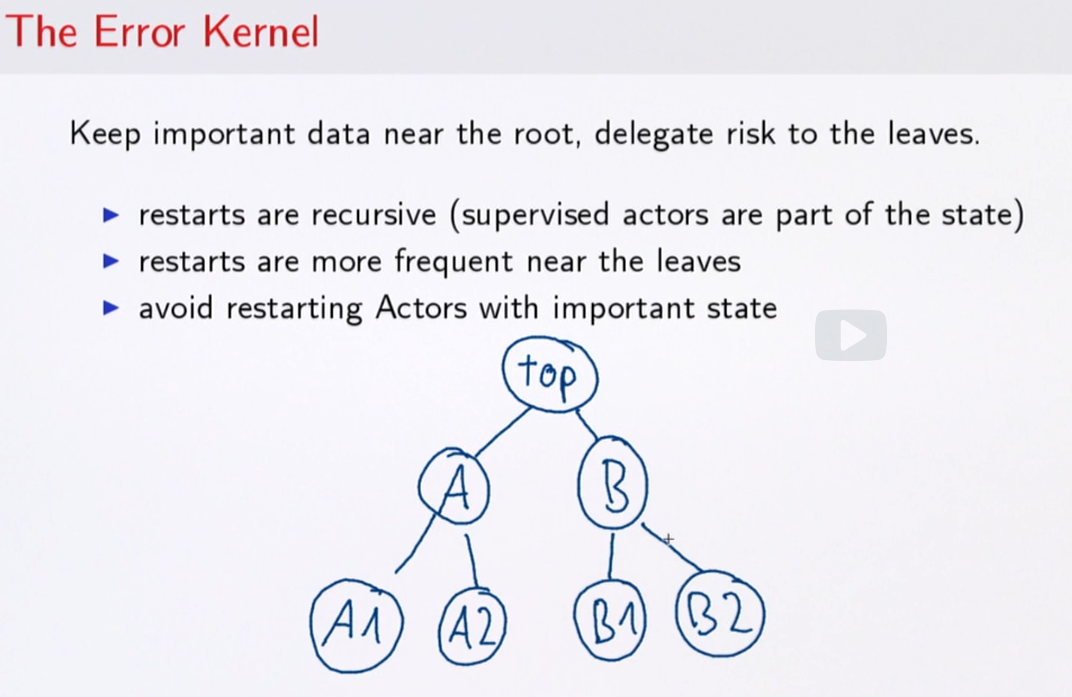 The Error Kernel
Keep important data near the root, delegate risk to the leaves.
restarts are recursive (supervised actors are part of the state)
restarts are more frequent near the leaves
avoid restarting Actors with important state
top
A B
A1 A2 B1 B2